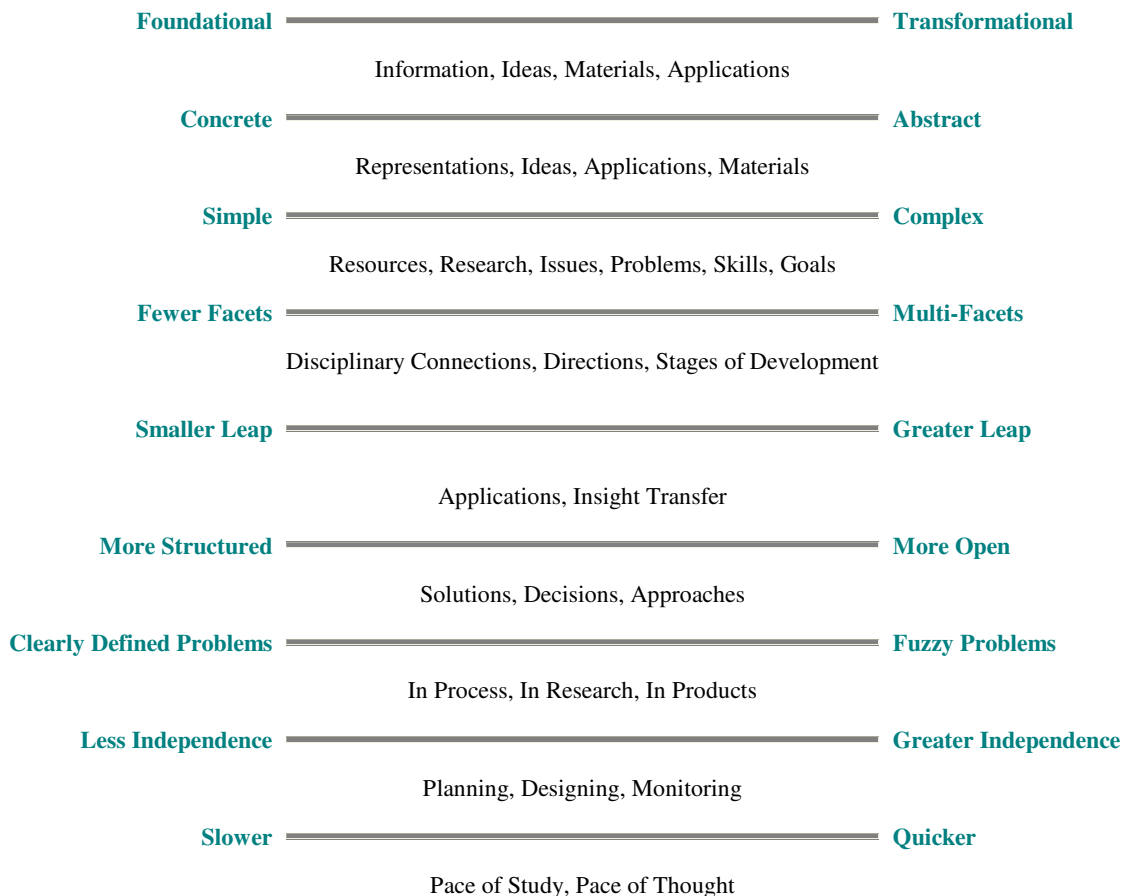 Foundational Transformational
Information, Ideas, Materials, Applications
Concrete Abstract
Representations, Ideas, Applications, Materials
Simple Complex
Resources, Research, Issues, Problems, Skills, Goals
Fewer Facets Multi-Facets
Disciplinary Connections, Directions, Stages of Development
Smaller Leap Greater Leap
Applications, Insight Transfer
More Structured More Open
Solutions, Decisions, Approaches
Clearly Defined Problems Fuzzy Problems
In Process, In Research, In Products
Less Independence Greater Independence
Planning, Designing, Monitoring
Slower Quicker
Pace of Study, Pace of Thought